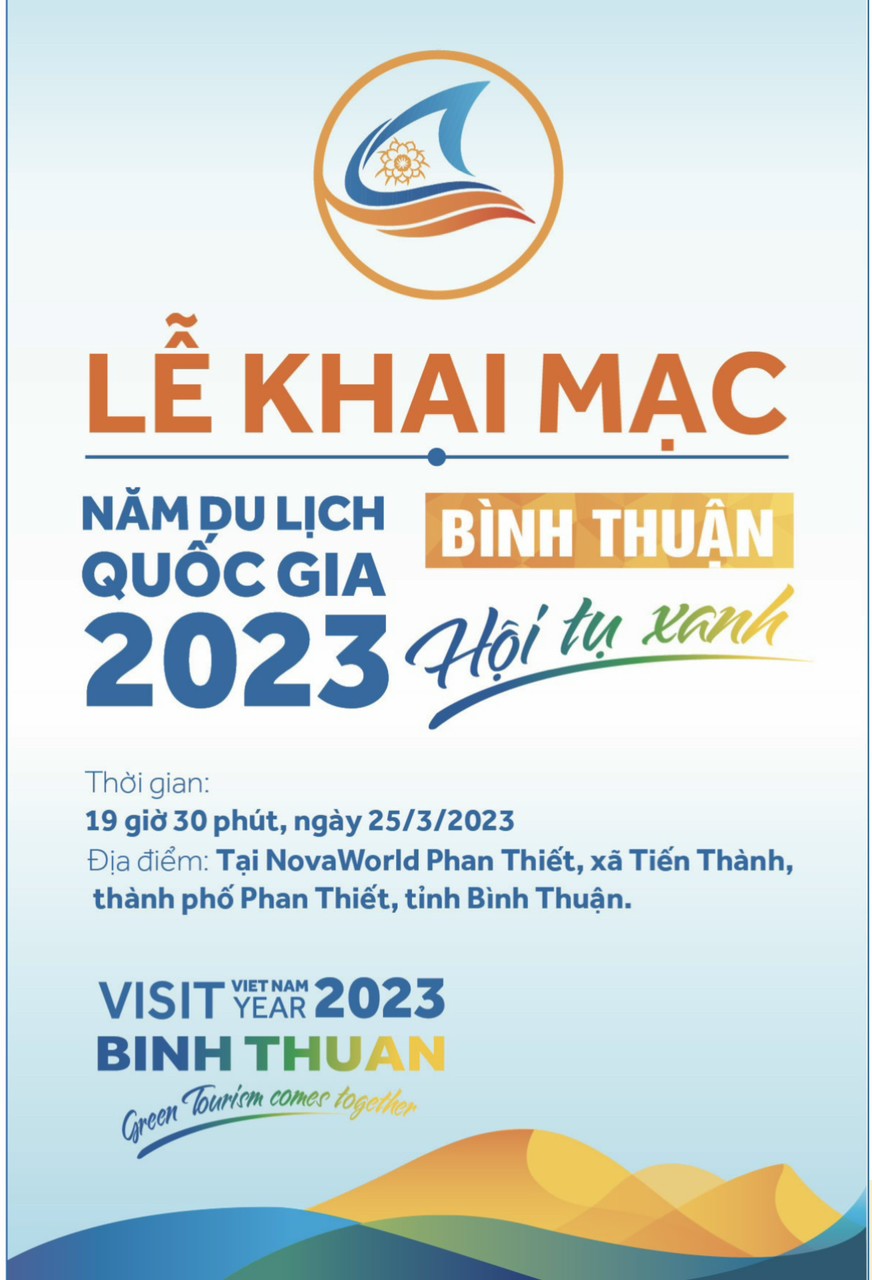 LỄ KHAI MẠC
NĂM DU LỊCH
QUỐC GIA
2023
BÌNH THUẬN
Hội tụ xanh
Thời gian:
19 giờ 30 phút, ngày 25/3/2023
Địa điểm: Tại NovaWorld Phan Thiết, xã Tiến Thành,
thành phố Phan Thiết, tỉnh Bình Thuận.
VISIT VIET NAM YEAR 2023
BINH THUAN
Green Tourism comes together